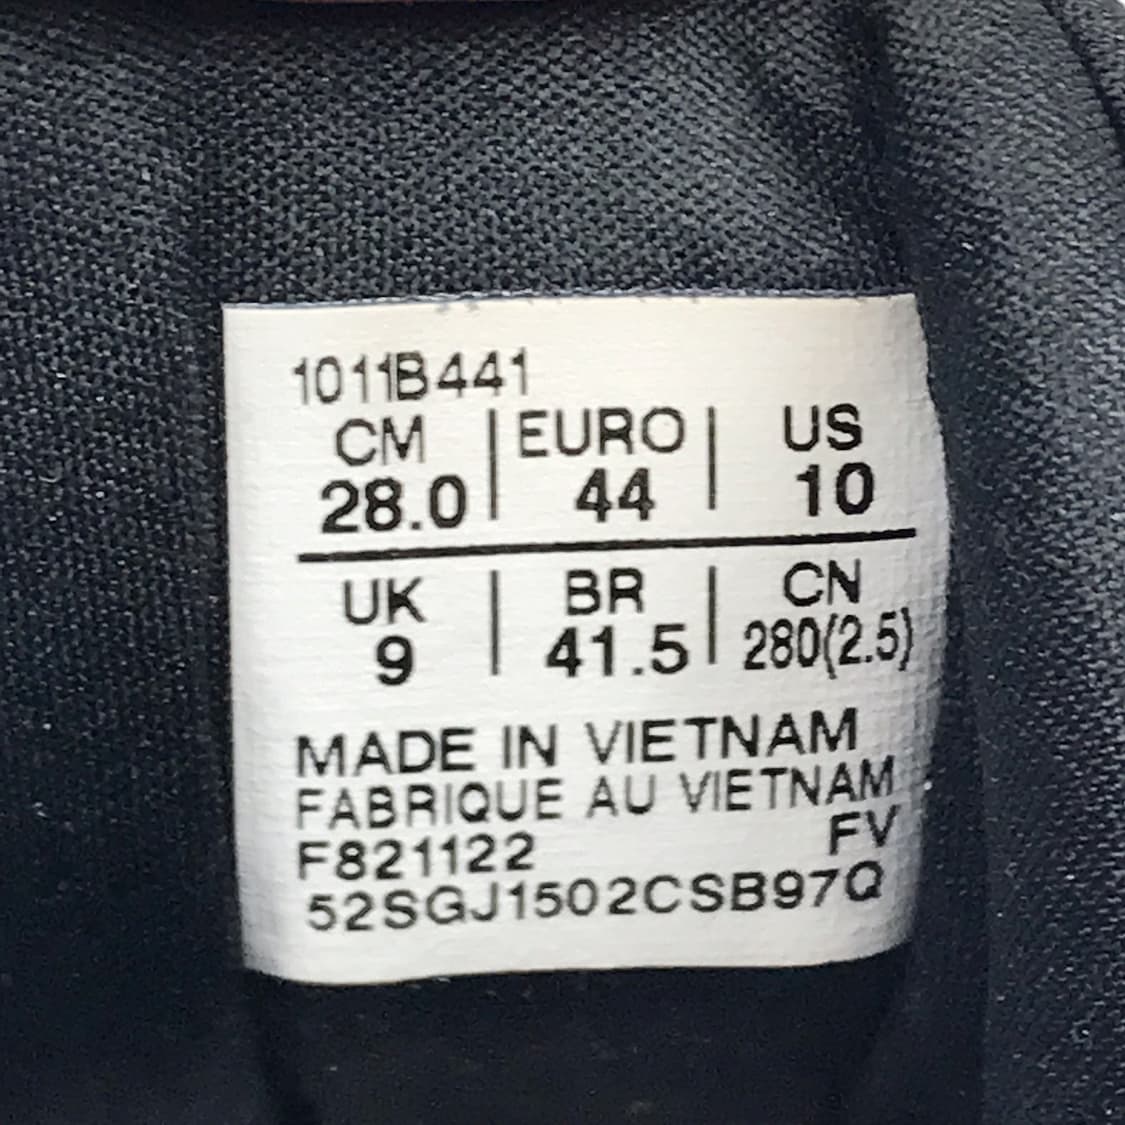 1011B441
CM | EURO | US
28.0 | 44 | 10
UK | BR | CN
9 | 41.5 | 280(2.5)
MADE IN VIETNAM
FABRIQUE AU VIETNAM
F821122 FV
52SGJ1502CSB97Q